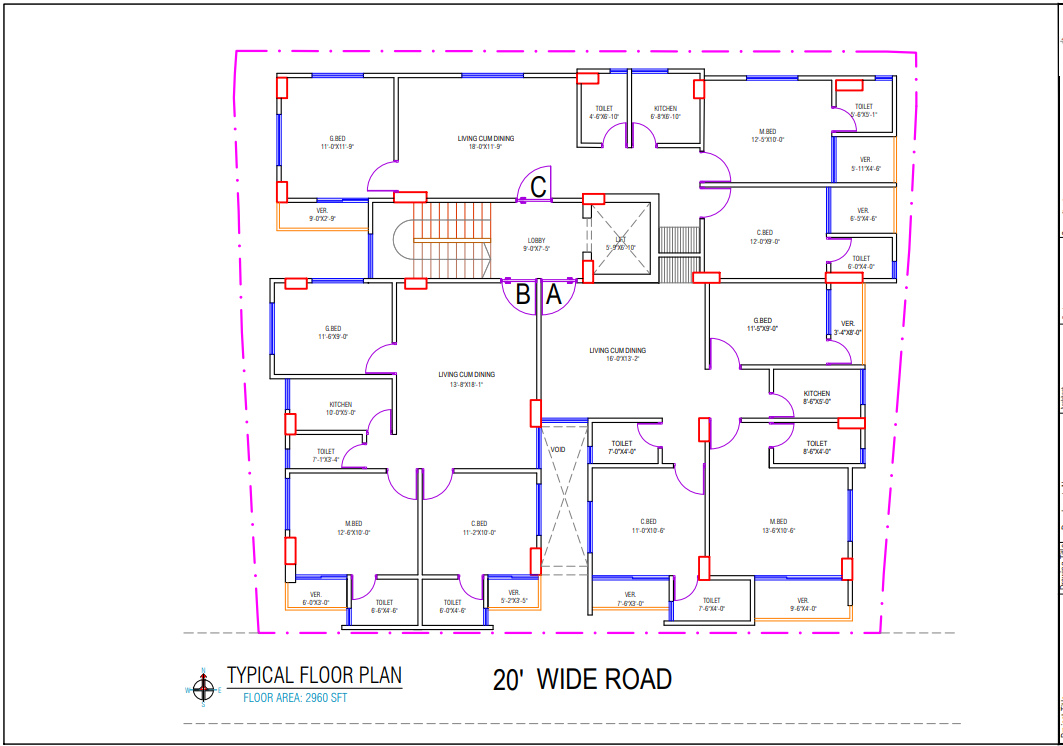 TOILET
4'-6"X6'-10"
KITCHEN
6'-8"X6'-10"
TOILET
5'-6"X5'-1"
G.BED
11'-0"X11'-9"
LIVING CUM DINING
18'-0"X11'-9"
M.BED
12'-5"X10'-0"
VER.
5'-11"X4'-6"
C
VER.
9'-0"X2'-9"
VER.
6'-5"X4'-6"
LOBBY
9'-0"X7'-5"
LIFT
5'-9"X6'-10"
C.BED
12'-0"X9'-0"
TOILET
6'-0"X4'-0"
B
A
G.BED
11'-6"X9'-0"
G.BED
11'-5"X9'-0"
VER.
3'-4"X8'-0"
LIVING CUM DINING
16'-0"X13'-2"
LIVING CUM DINING
13'-8"X18'-1"
KITCHEN
10'-0"X5'-0"
KITCHEN
8'-6"X5'-0"
TOILET
7'-1"X3'-4"
VOID
TOILET
7'-0"X4'-0"
TOILET
8'-6"X4'-0"
M.BED
12'-6"X10'-0"
C.BED
11'-2"X10'-0"
C.BED
11'-0"X10'-6"
M.BED
13'-6"X10'-6"
VER.
6'-0"X3'-0"
TOILET
6'-6"X4'-6"
TOILET
6'-0"X4'-6"
VER.
5'-2"X3'-5"
VER.
7'-6"X3'-0"
TOILET
7'-6"X4'-0"
VER.
9'-6"X4'-0"
N
W
E
S
TYPICAL FLOOR PLAN
FLOOR AREA: 2960 SFT
20' WIDE ROAD